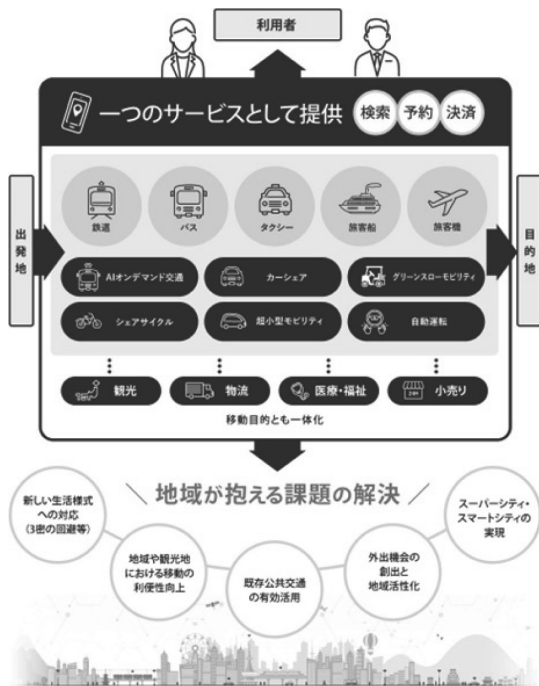 利用者
一つのサービスとして提供
検索
予約
決済
出発地
目的地
鉄道
バス
タクシー
旅客船
旅客機
AIオンデマンド交通
カーシェア
グリーンスローモビリティ
シェアサイクル
超小型モビリティ
自動運転
観光
物流
医療・福祉
小売り
移動目的とも一体化
地域が抱える課題の解決
新しい生活様式
への対応
(3密の回避等)
地域や観光地
における移動の
利便性向上
既存公共交通
の有効活用
外出機会の
創出と
地域活性化
スーパーシティ・
スマートシティの
実現